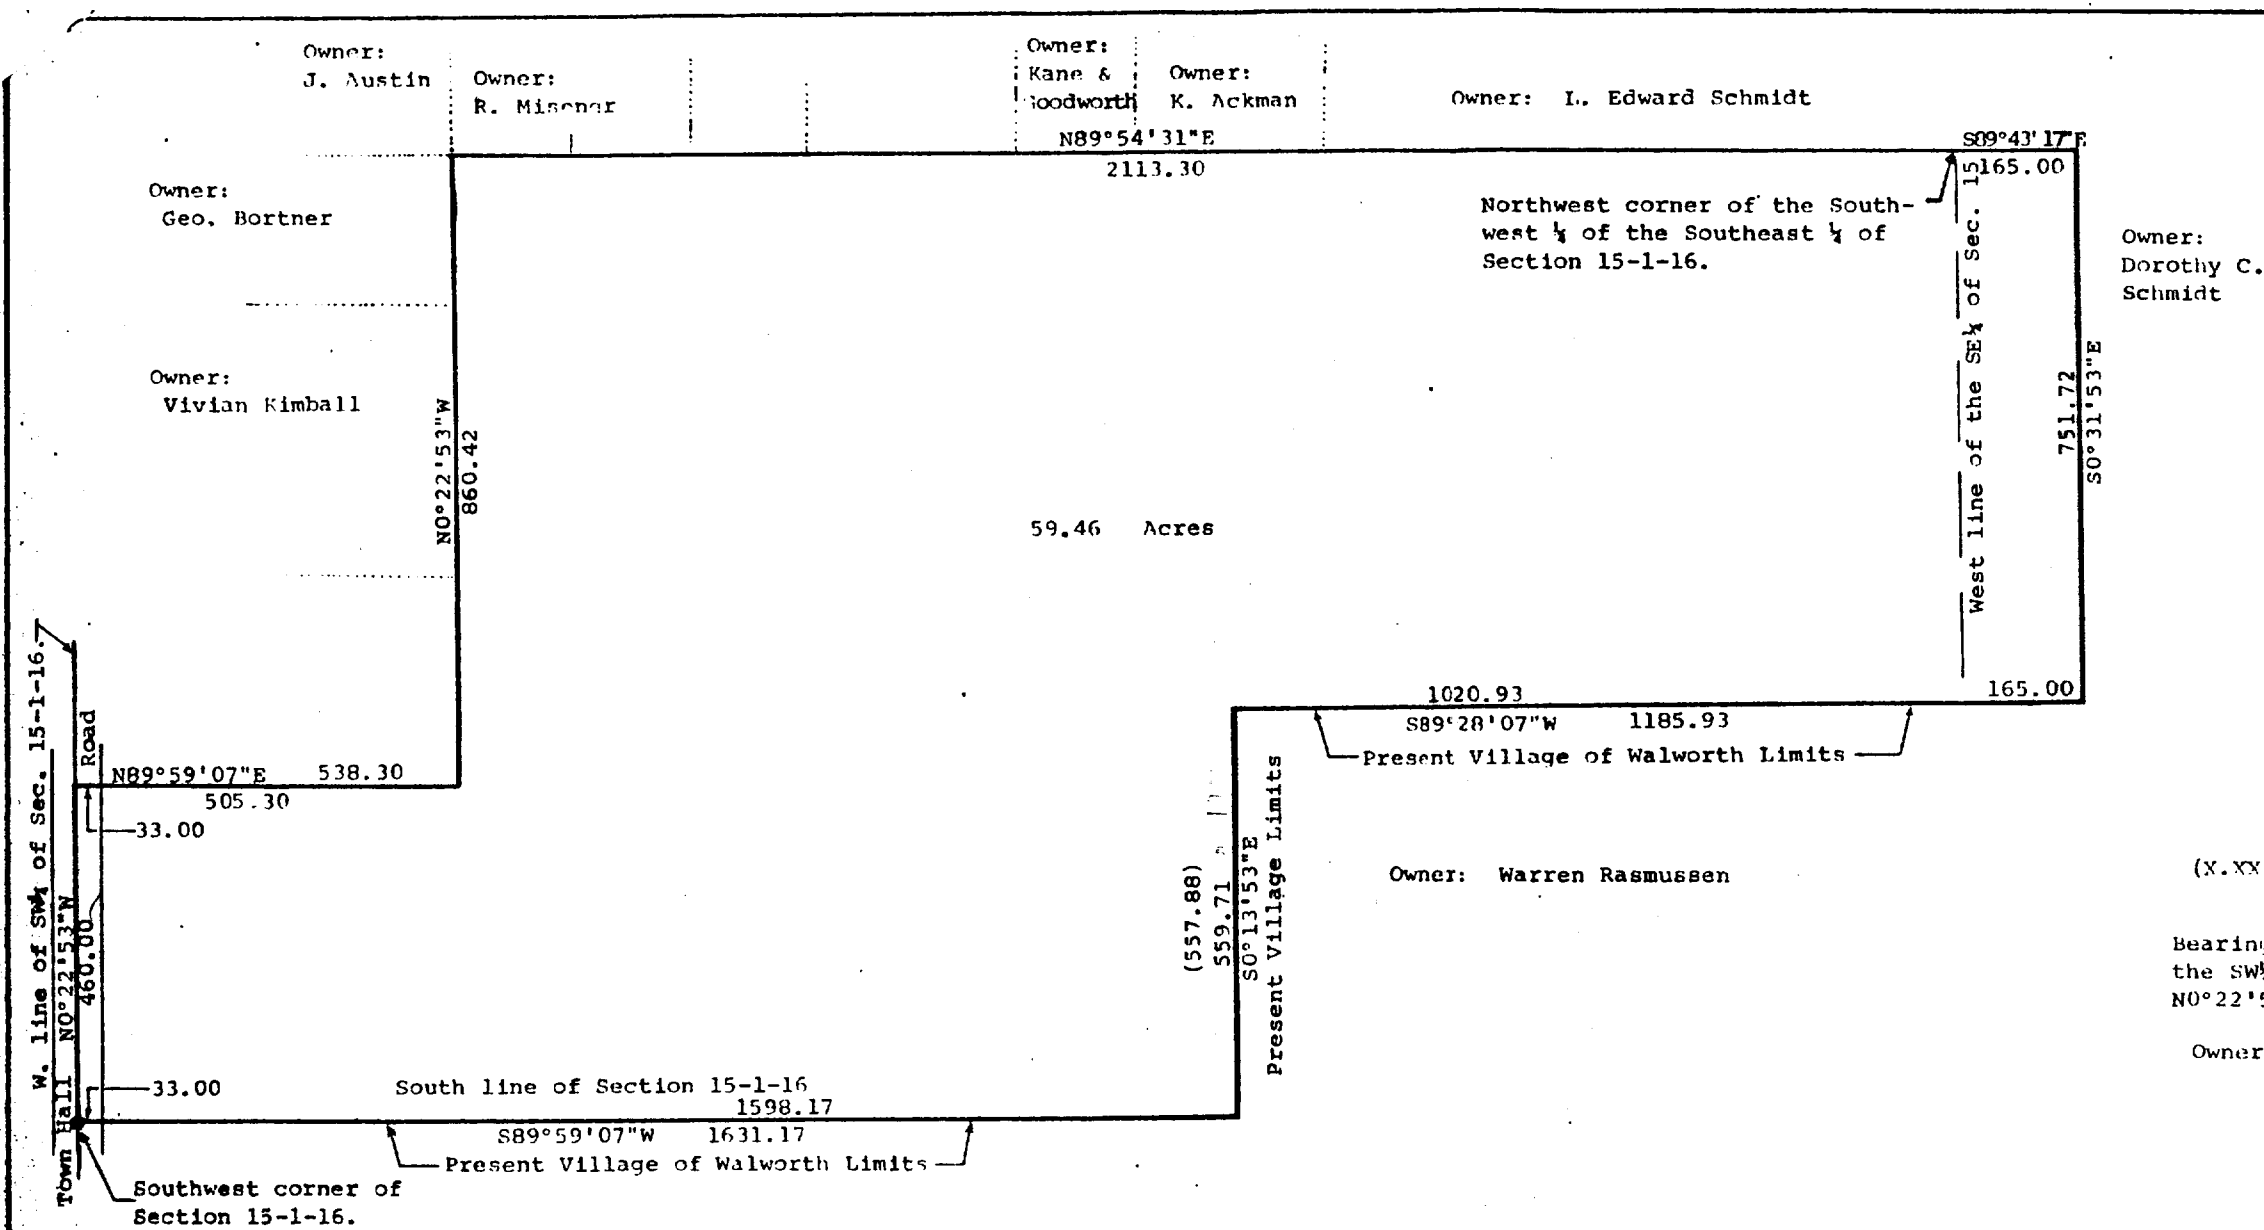 Owner:
J. Austin
Owner:
R. Misenar
Owner:
Kane &
Owner:
K. Ackman
Owner: L. Edward Schmidt
N89°54'31"E
2113.30
S89°43'17"E
165.00
Owner:
Geo. Bortner
Northwest corner of the South-
west ¼ of the Southeast ¼ of
Section 15-1-16.
West line of the SE¼ of Sec. 15
Owner:
Dorothy C.
Schmidt
Owner:
Vivian Kimball
N0°22'53"W
860.42
751.72
S0°31'53"E
59.46 Acres
W. line of SW¼ of Sec. 15-1-16.
Road
N89°59'07"E 538.30
505.30
33.00
1020.93
165.00
S89°28'07"W 1185.93
Present Village of Walworth Limits
Town Hall N0°22'53"W
460.00
(557.88)
559.71
S0°13'53"E
Present Village Limits
Owner: Warren Rasmussen
(X.XX
Bearing
the SW¼
N0°22'5
Owner
33.00
South line of Section 15-1-16
1598.17
S89°59'07"W 1631.17
Present Village of Walworth Limits
Southwest corner of
Section 15-1-16.